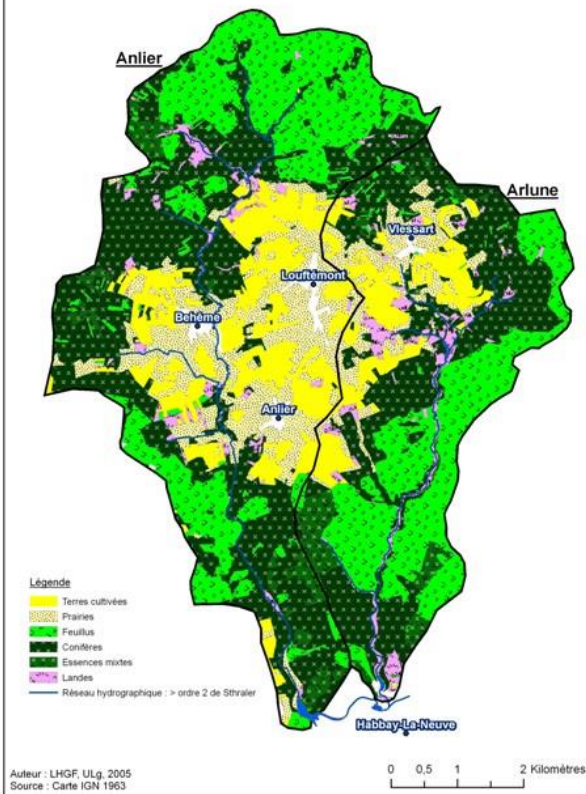 Anlier
Arlune
Vlessart
Louftémont
Behême
Anlier
Légende
Terres cultivées
Prairies
Feuillus
Conifères
Essences mixtes
Landes
Réseau hydrographique : > ordre 2 de Sthraler
Habbay-La-Neuve
Auteur : LHGF, ULg, 2005
Source : Carte IGN 1963
0 0,5 1 2 Kilomètres